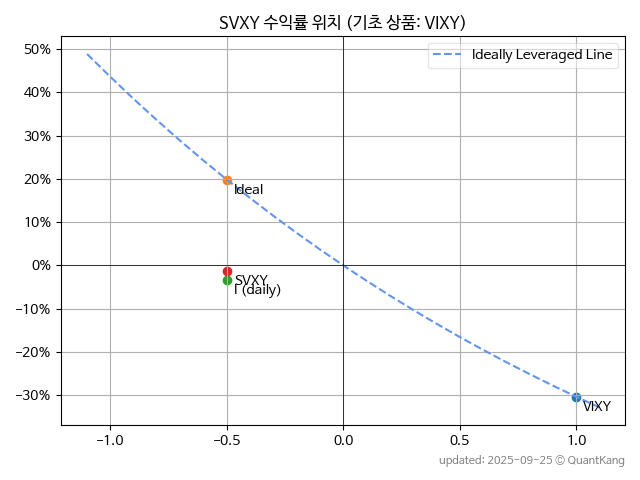 SVXY 수익률 위치 (기초 상품: VIXY)
50%
Ideally Leveraged Line
40%
30%
20%
Ideal
10%
0%
SVXY
I (daily)
−10%
−20%
−30%
VIXY
−1.0
−0.5
0.0
0.5
1.0
updated: 2025-09-25 © QuantKang